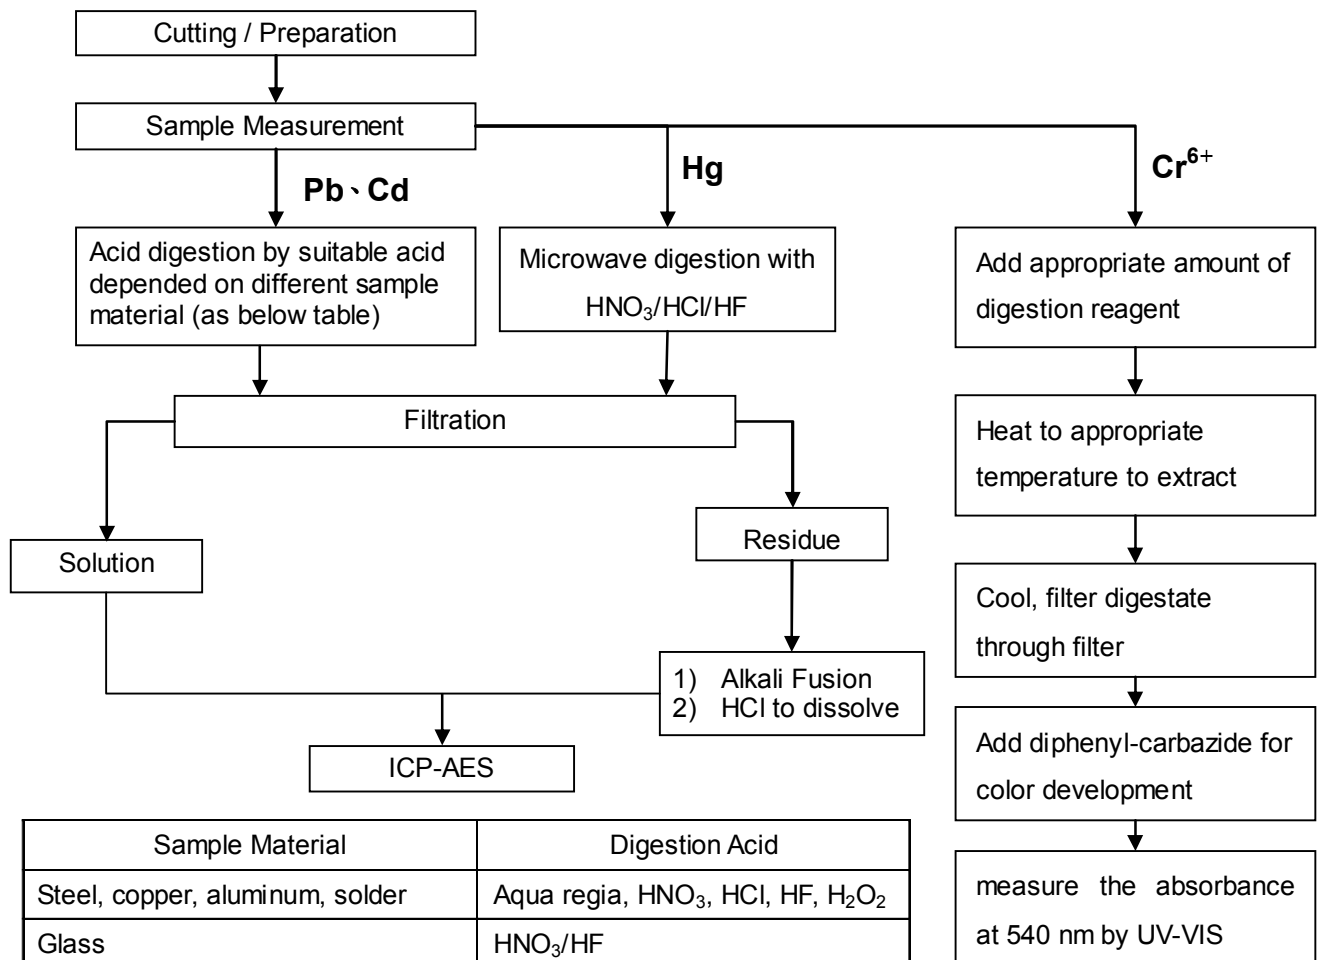 Cutting / Preparation
Sample Measurement
Pb、Cd
Hg
Cr⁶⁺
Acid digestion by suitable acid
depended on different sample
material (as below table)
Microwave digestion with
HNO₃/HCl/HF
Add appropriate amount of
digestion reagent
Filtration
Heat to appropriate
temperature to extract
Solution
Residue
Cool, filter digestate
through filter
1) Alkali Fusion
2) HCl to dissolve
ICP-AES
Add diphenyl-carbazide for
color development
measure the absorbance
at 540 nm by UV-VIS
Sample Material Digestion Acid
Steel, copper, aluminum, solder Aqua regia, HNO₃, HCl, HF, H₂O₂
Glass HNO₃/HF